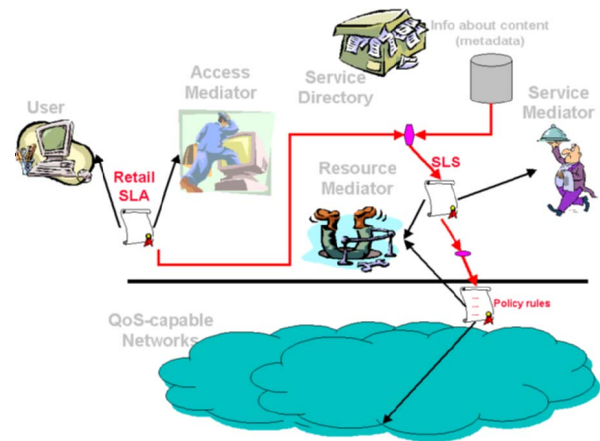 Info about content
(metadata)
Access
Mediator
Service
Directory
Service
Mediator
User
Retail
SLA
SLS
Resource
Mediator
Policy rules
QoS-capable
Networks